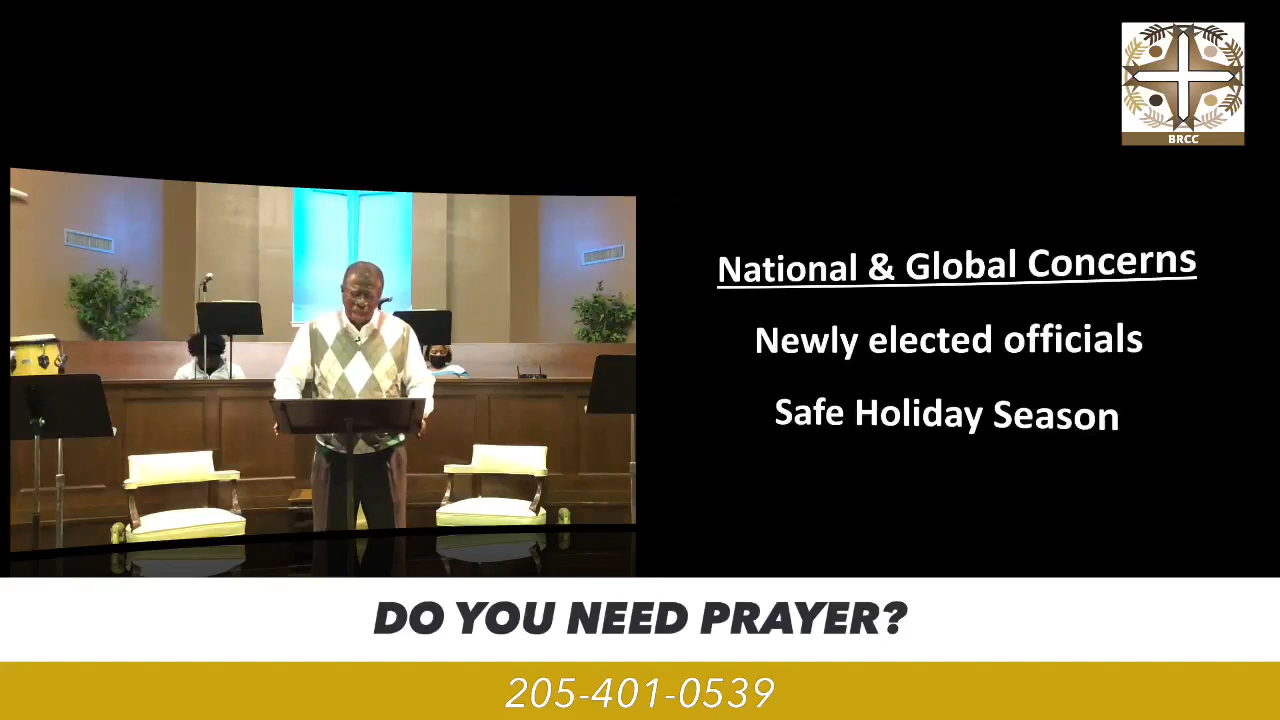 BRCC
National & Global Concerns
Newly elected officials
Safe Holiday Season
DO YOU NEED PRAYER?
205-401-0539